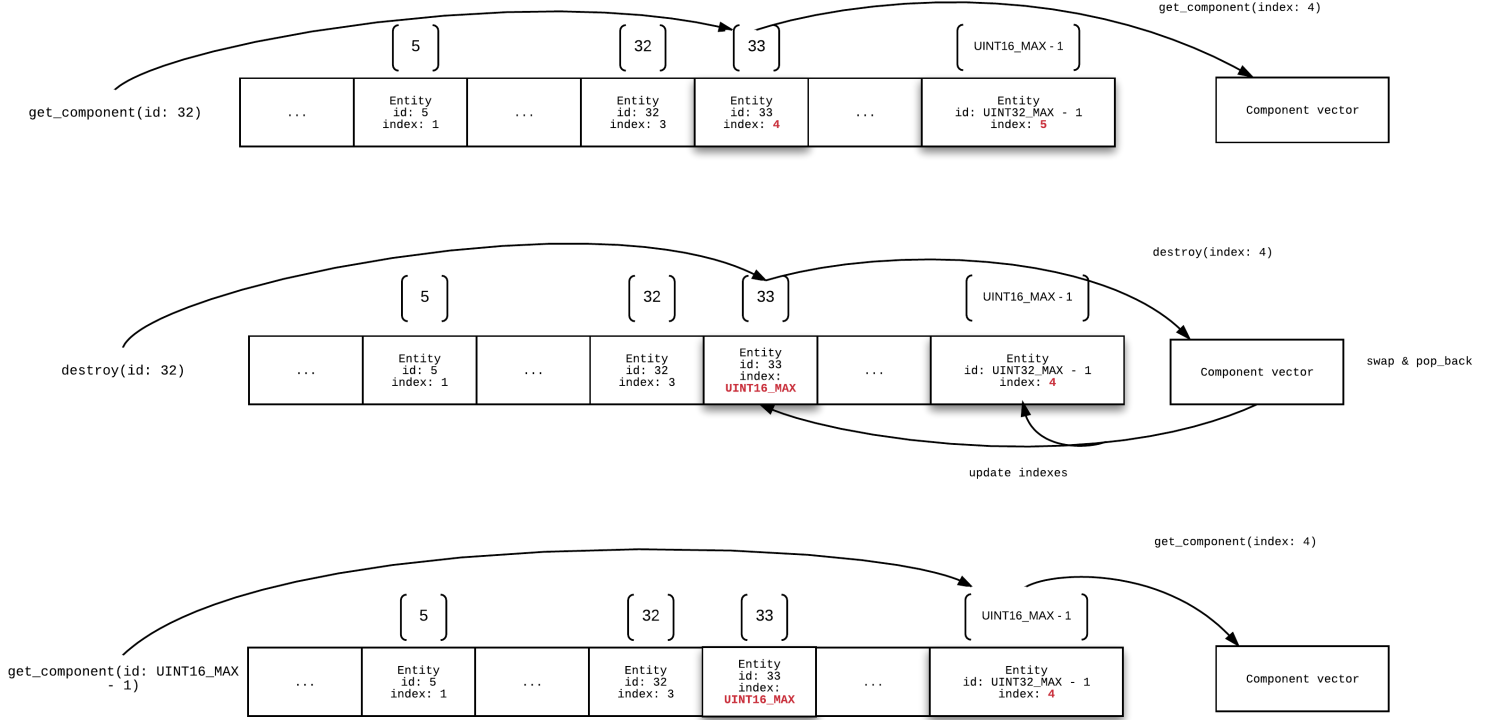 get_component(index: 4)
[5]
[32]
[33]
[UINT16_MAX - 1]
get_component(id: 32)
...
Entity
id: 5
index: 1
...
Entity
id: 32
index: 3
Entity
id: 33
index: 4
...
Entity
id: UINT32_MAX - 1
index: 5
Component vector
destroy(index: 4)
[5]
[32]
[33]
[UINT16_MAX - 1]
destroy(id: 32)
...
Entity
id: 5
index: 1
...
Entity
id: 32
index: 3
Entity
id: 33
index:
UINT16_MAX
...
Entity
id: UINT32_MAX - 1
index: 4
Component vector
swap & pop_back
update indexes
get_component(index: 4)
[5]
[32]
[33]
[UINT16_MAX - 1]
get_component(id: UINT16_MAX
- 1)
...
Entity
id: 5
index: 1
...
Entity
id: 32
index: 3
Entity
id: 33
index:
UINT16_MAX
...
Entity
id: UINT32_MAX - 1
index: 4
Component vector